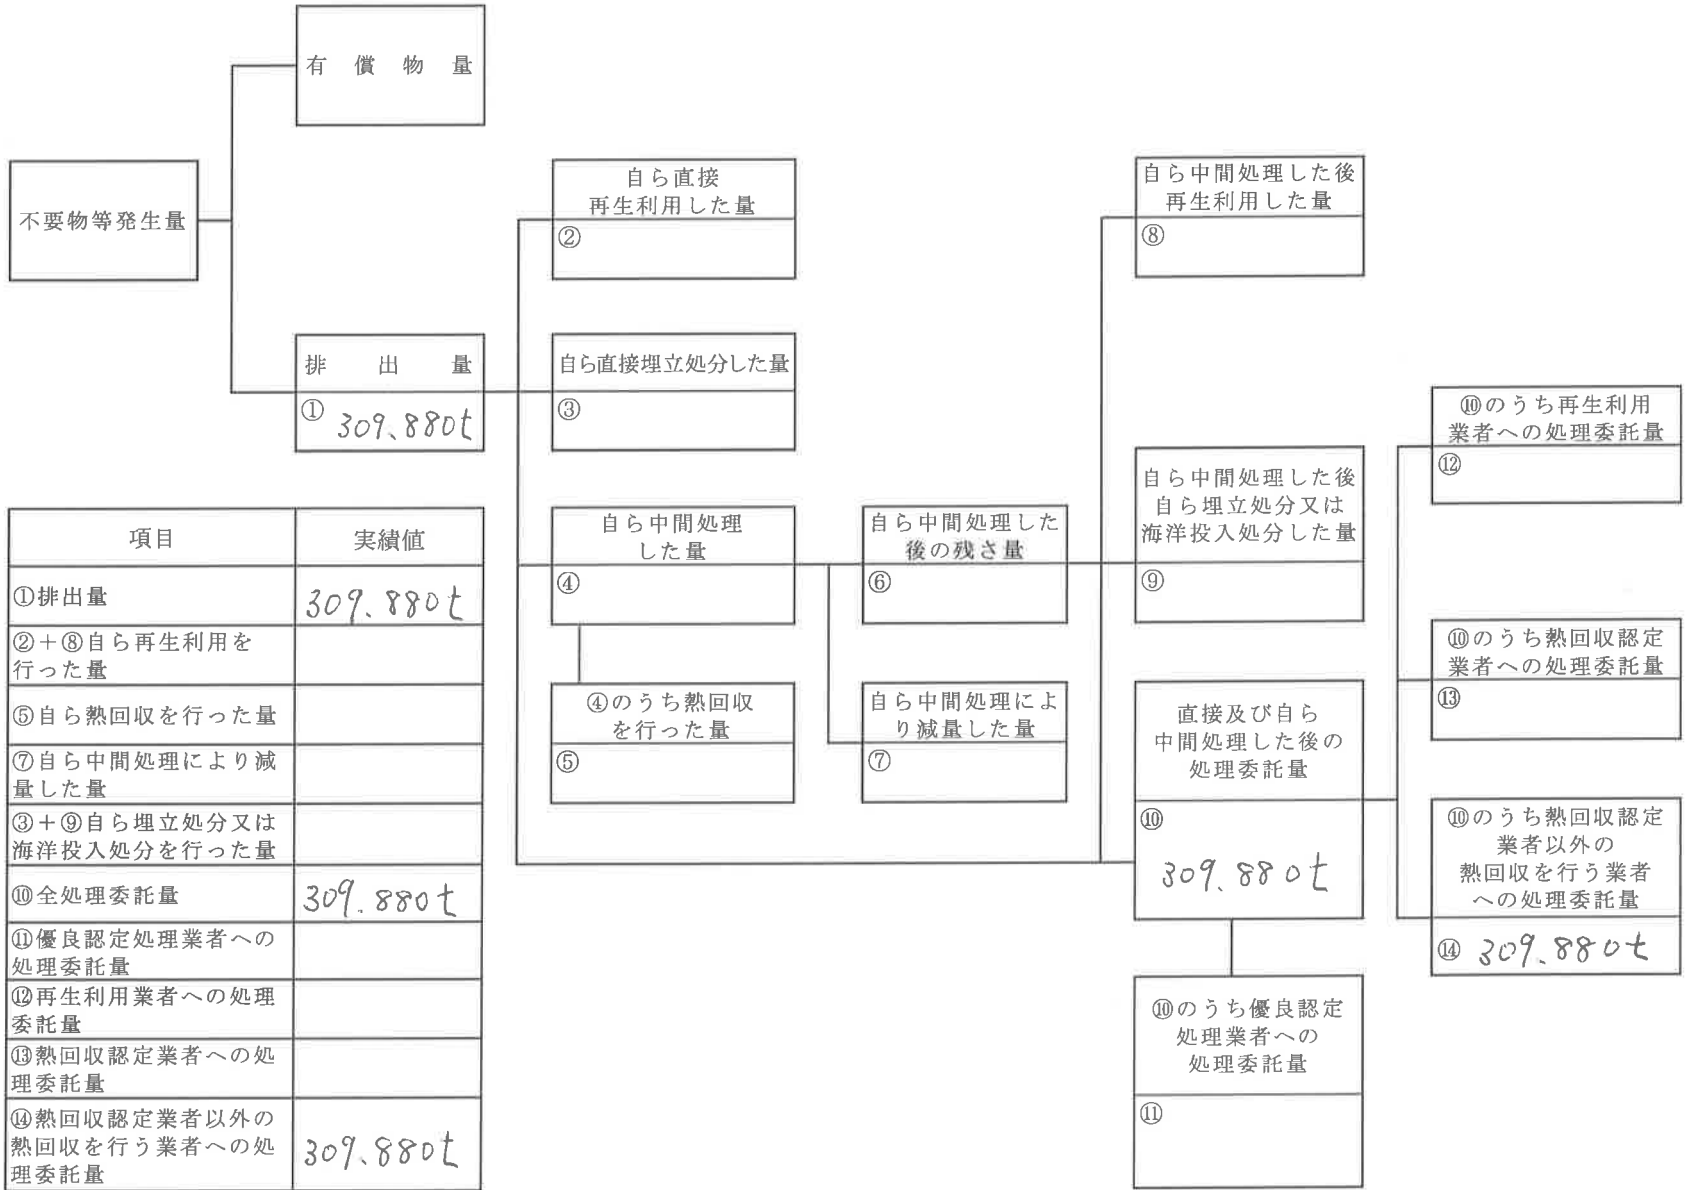 有償物量
不要物等発生量
排出量
① 309.880t
自ら直接
再生利用した量
②
自ら直接埋立処分した量
③
自ら中間処理
した量
④
④のうち熱回収
を行った量
⑤
自ら中間処理した
後の残さ量
⑥
自ら中間処理によ
り減量した量
⑦
自ら中間処理した後
再生利用した量
⑧
自ら中間処理した後
自ら埋立処分又は
海洋投入処分した量
⑨
直接及び自ら
中間処理した後の
処理委託量
⑩
309.880t
⑩のうち優良認定
処理業者への
処理委託量
⑪
⑩のうち再生利用
業者への処理委託量
⑫
⑩のうち熱回収認定
業者への処理委託量
⑬
⑩のうち熱回収認定
業者以外の
熱回収を行う業者
への処理委託量
⑭ 309.880t
項目 実績値
①排出量 309.880t
②+⑧自ら再生利用を
行った量
⑤自ら熱回収を行った量
⑦自ら中間処理により減
量した量
③+⑨自ら埋立処分又は
海洋投入処分を行った量
⑩全処理委託量 309.880t
⑪優良認定処理業者への
処理委託量
⑫再生利用業者への処理
委託量
⑬熱回収認定業者への処
理委託量
⑭熱回収認定業者以外の
熱回収を行う業者への処
理委託量 309.880t